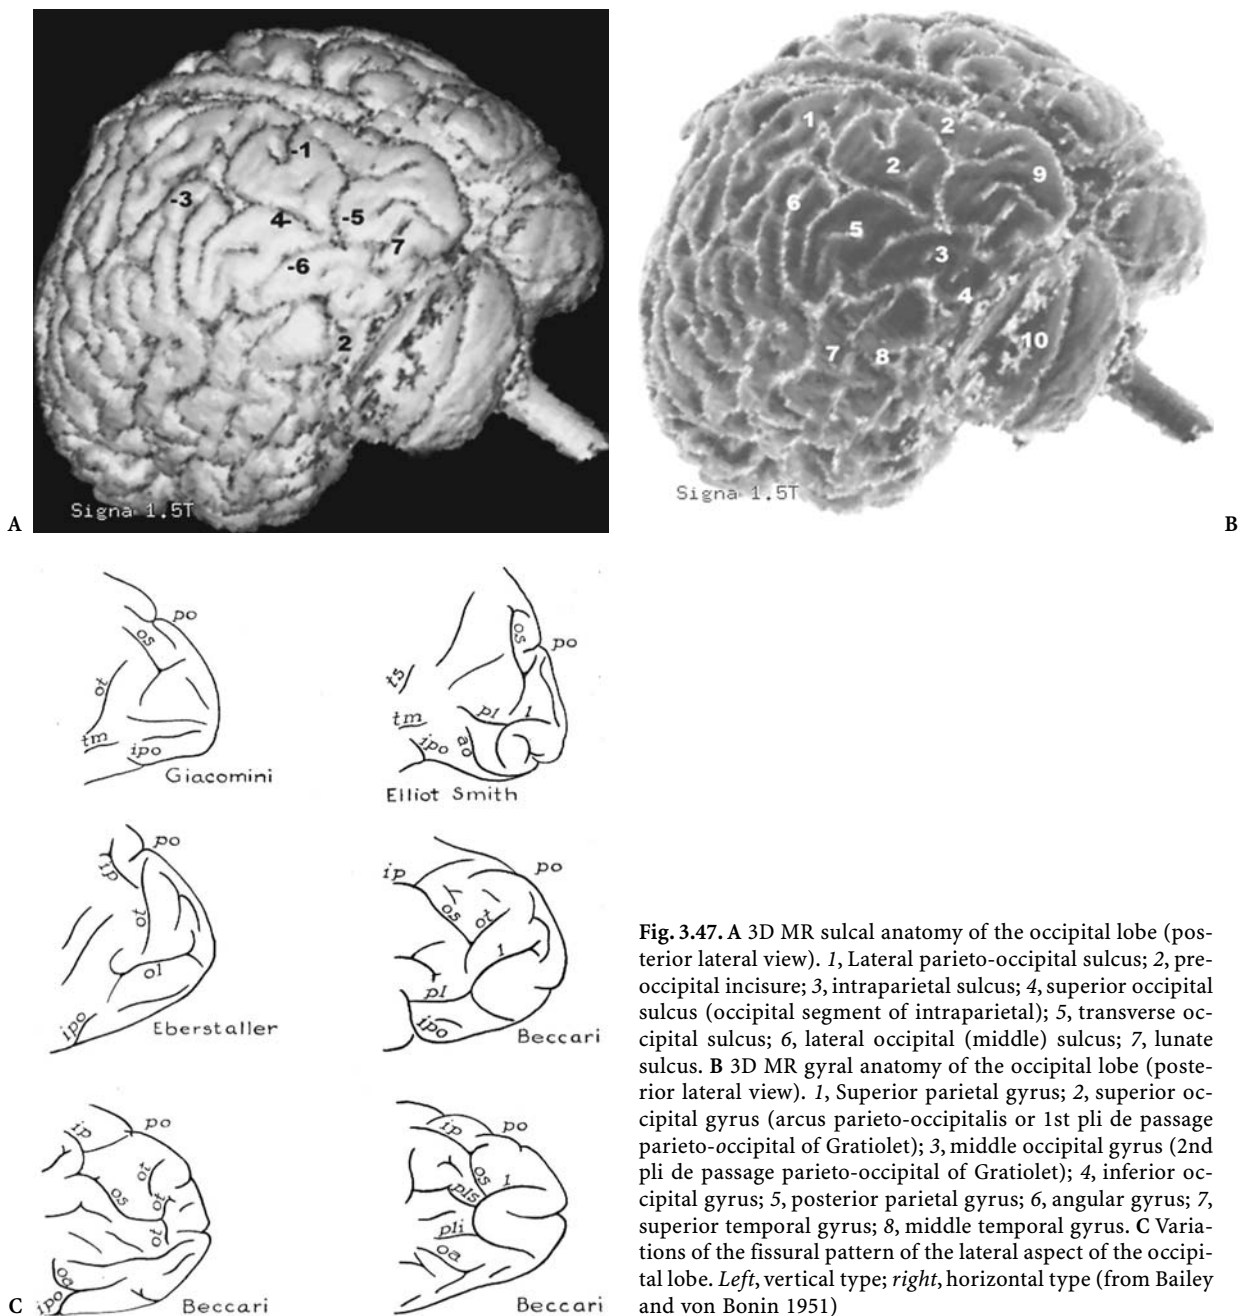 -1
-3
4-
-5
7
-6
2
Signa 1.5T
A
1
2
2
9
6
5
3
4
7
8
10
Signa 1.5T
B
po
os
ot
tm
ipo
Giacomini
os
po
ts
tm
pl
l
ipo
ao
Elliot Smith
po
ip
ot
ol
ipo
Eberstaller
ip
po
os
ot
l
pl
ipo
Beccari
ip
po
ot
os
ot
ot
oa
ipo
Beccari
ip
po
os
l
pls
pli
oa
Beccari
C
Fig. 3.47. A 3D MR sulcal anatomy of the occipital lobe (pos-
terior lateral view). 1, Lateral parieto-occipital sulcus; 2, pre-
occipital incisure; 3, intraparietal sulcus; 4, superior occipital
sulcus (occipital segment of intraparietal); 5, transverse oc-
cipital sulcus; 6, lateral occipital (middle) sulcus; 7, lunate
sulcus. B 3D MR gyral anatomy of the occipital lobe (poste-
rior lateral view). 1, Superior parietal gyrus; 2, superior oc-
cipital gyrus (arcus parieto-occipitalis or 1st pli de passage
parieto-occipital of Gratiolet); 3, middle occipital gyrus (2nd
pli de passage parieto-occipital of Gratiolet); 4, inferior oc-
cipital gyrus; 5, posterior parietal gyrus; 6, angular gyrus; 7,
superior temporal gyrus; 8, middle temporal gyrus. C Varia-
tions of the fissural pattern of the lateral aspect of the occipi-
tal lobe. Left, vertical type; right, horizontal type (from Bailey
and von Bonin 1951)